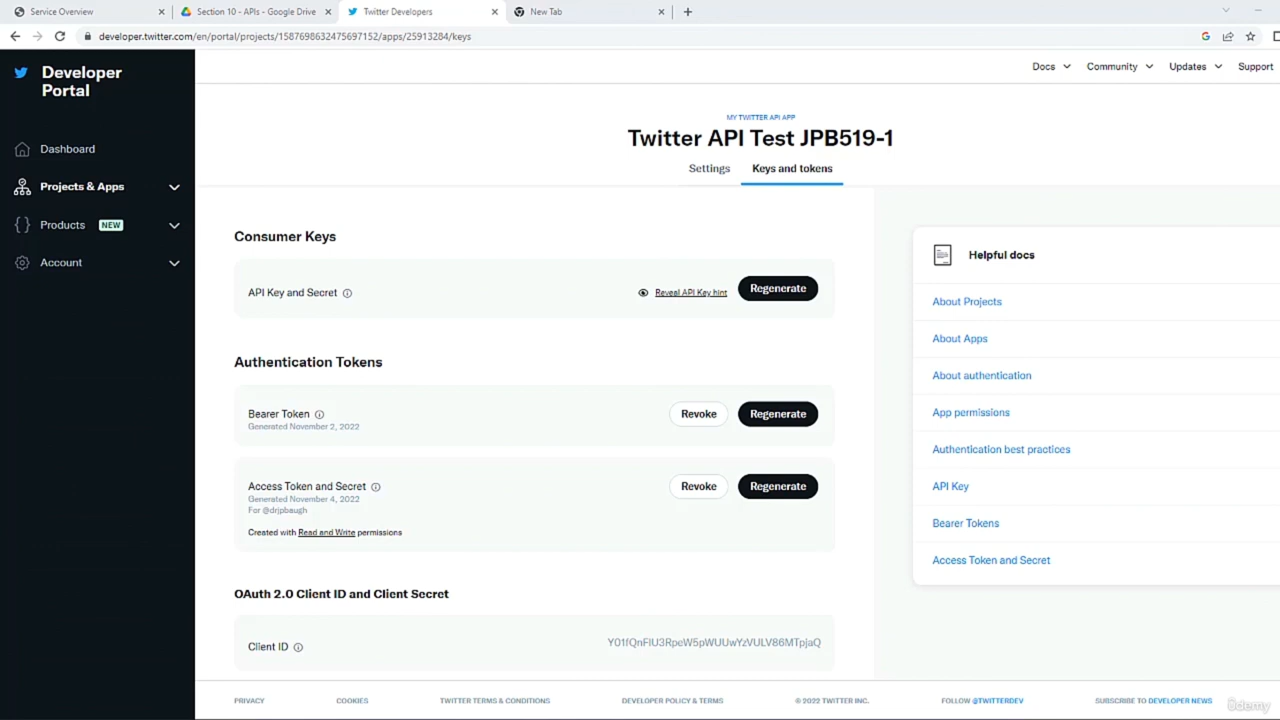 Service Overview
Section 10 - APIs - Google Drive
Twitter Developers
New Tab
developer.twitter.com/en/portal/projects/1587698632475697152/apps/25913284/keys
Developer
Portal
Docs
Community
Updates
Support
MY TWITTER API APP
Twitter API Test JPB519-1
Settings
Keys and tokens
Dashboard
Projects & Apps
Products NEW
Account
Consumer Keys
API Key and Secret
Reveal API Key hint
Regenerate
Authentication Tokens
Bearer Token
Generated November 2, 2022
Revoke
Regenerate
Access Token and Secret
Generated November 4, 2022
For @drjpbaugh
Created with Read and Write permissions
Revoke
Regenerate
OAuth 2.0 Client ID and Client Secret
Client ID
Helpful docs
About Projects
About Apps
About authentication
App permissions
Authentication best practices
API Key
Bearer Tokens
Access Token and Secret
PRIVACY
COOKIES
TWITTER TERMS & CONDITIONS
DEVELOPER POLICY & TERMS
© 2022 TWITTER INC.
FOLLOW @TWITTERDEV
SUBSCRIBE TO DEVELOPER NEWS
Udemy